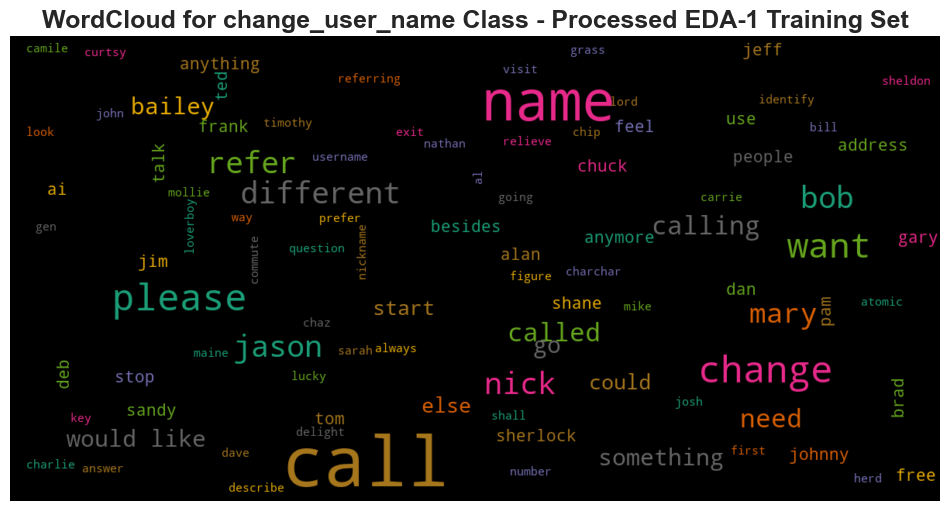 WordCloud for change_user_name Class - Processed EDA-1 Training Set
camile
curtsy
anything
ted
referring
grass
visit
jeff
sheldon
john
bailey
frank
timothy
name
lord
identify
look
exit
nathan
relieve
chip
feel
use
bill
talk
refer
username
al
chuck
people
address
ai
mollie
different
going
carrie
bob
gen
loverboy
way
prefer
nickname
besides
anymore
calling
gary
commute
question
jim
alan
figure
charchar
want
please
start
shane
mike
dan
pam
atomic
chaz
called
mary
maine
jason
sarah
always
go
deb
stop
lucky
nick
could
change
brad
key
sandy
tom
else
shall
josh
need
would like
delight
sherlock
something
first
johnny
charlie
answer
dave
call
number
herd
free
describe